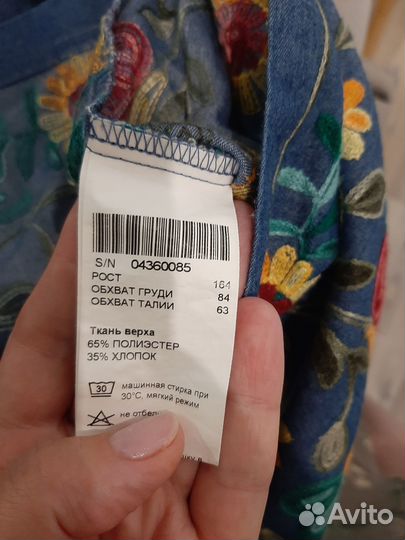 S/N 04360085
РОСТ 164
ОБХВАТ ГРУДИ 84
ОБХВАТ ТАЛИИ 63
Ткань верха
65% ПОЛИЭСТЕР
35% ХЛОПОК
30 машинная стирка при
30°С, мягкий режим
не
Avito